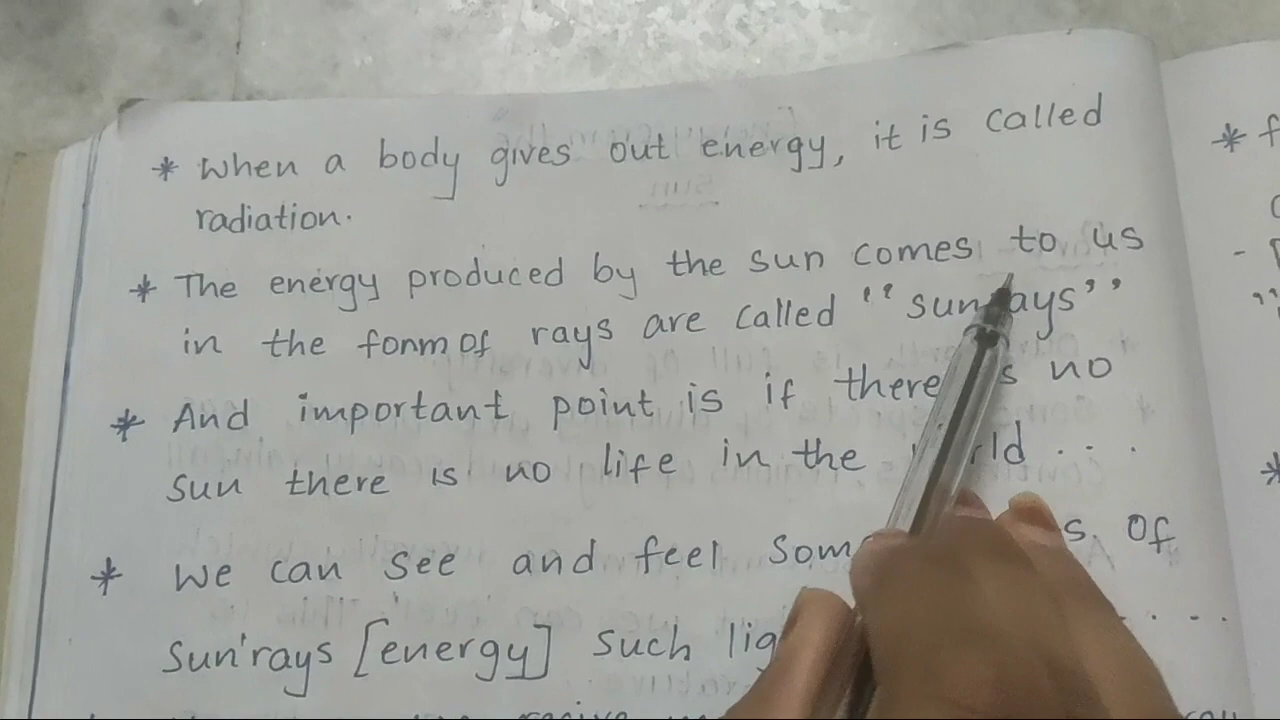 * When a body gives out energy, it is called
radiation.
* The energy produced by the sun comes to us
in the form of rays are called "sunrays"
* And important point is if there is no
sun there is no life in the ...
* We can see and feel of
sun'rays [energy] such